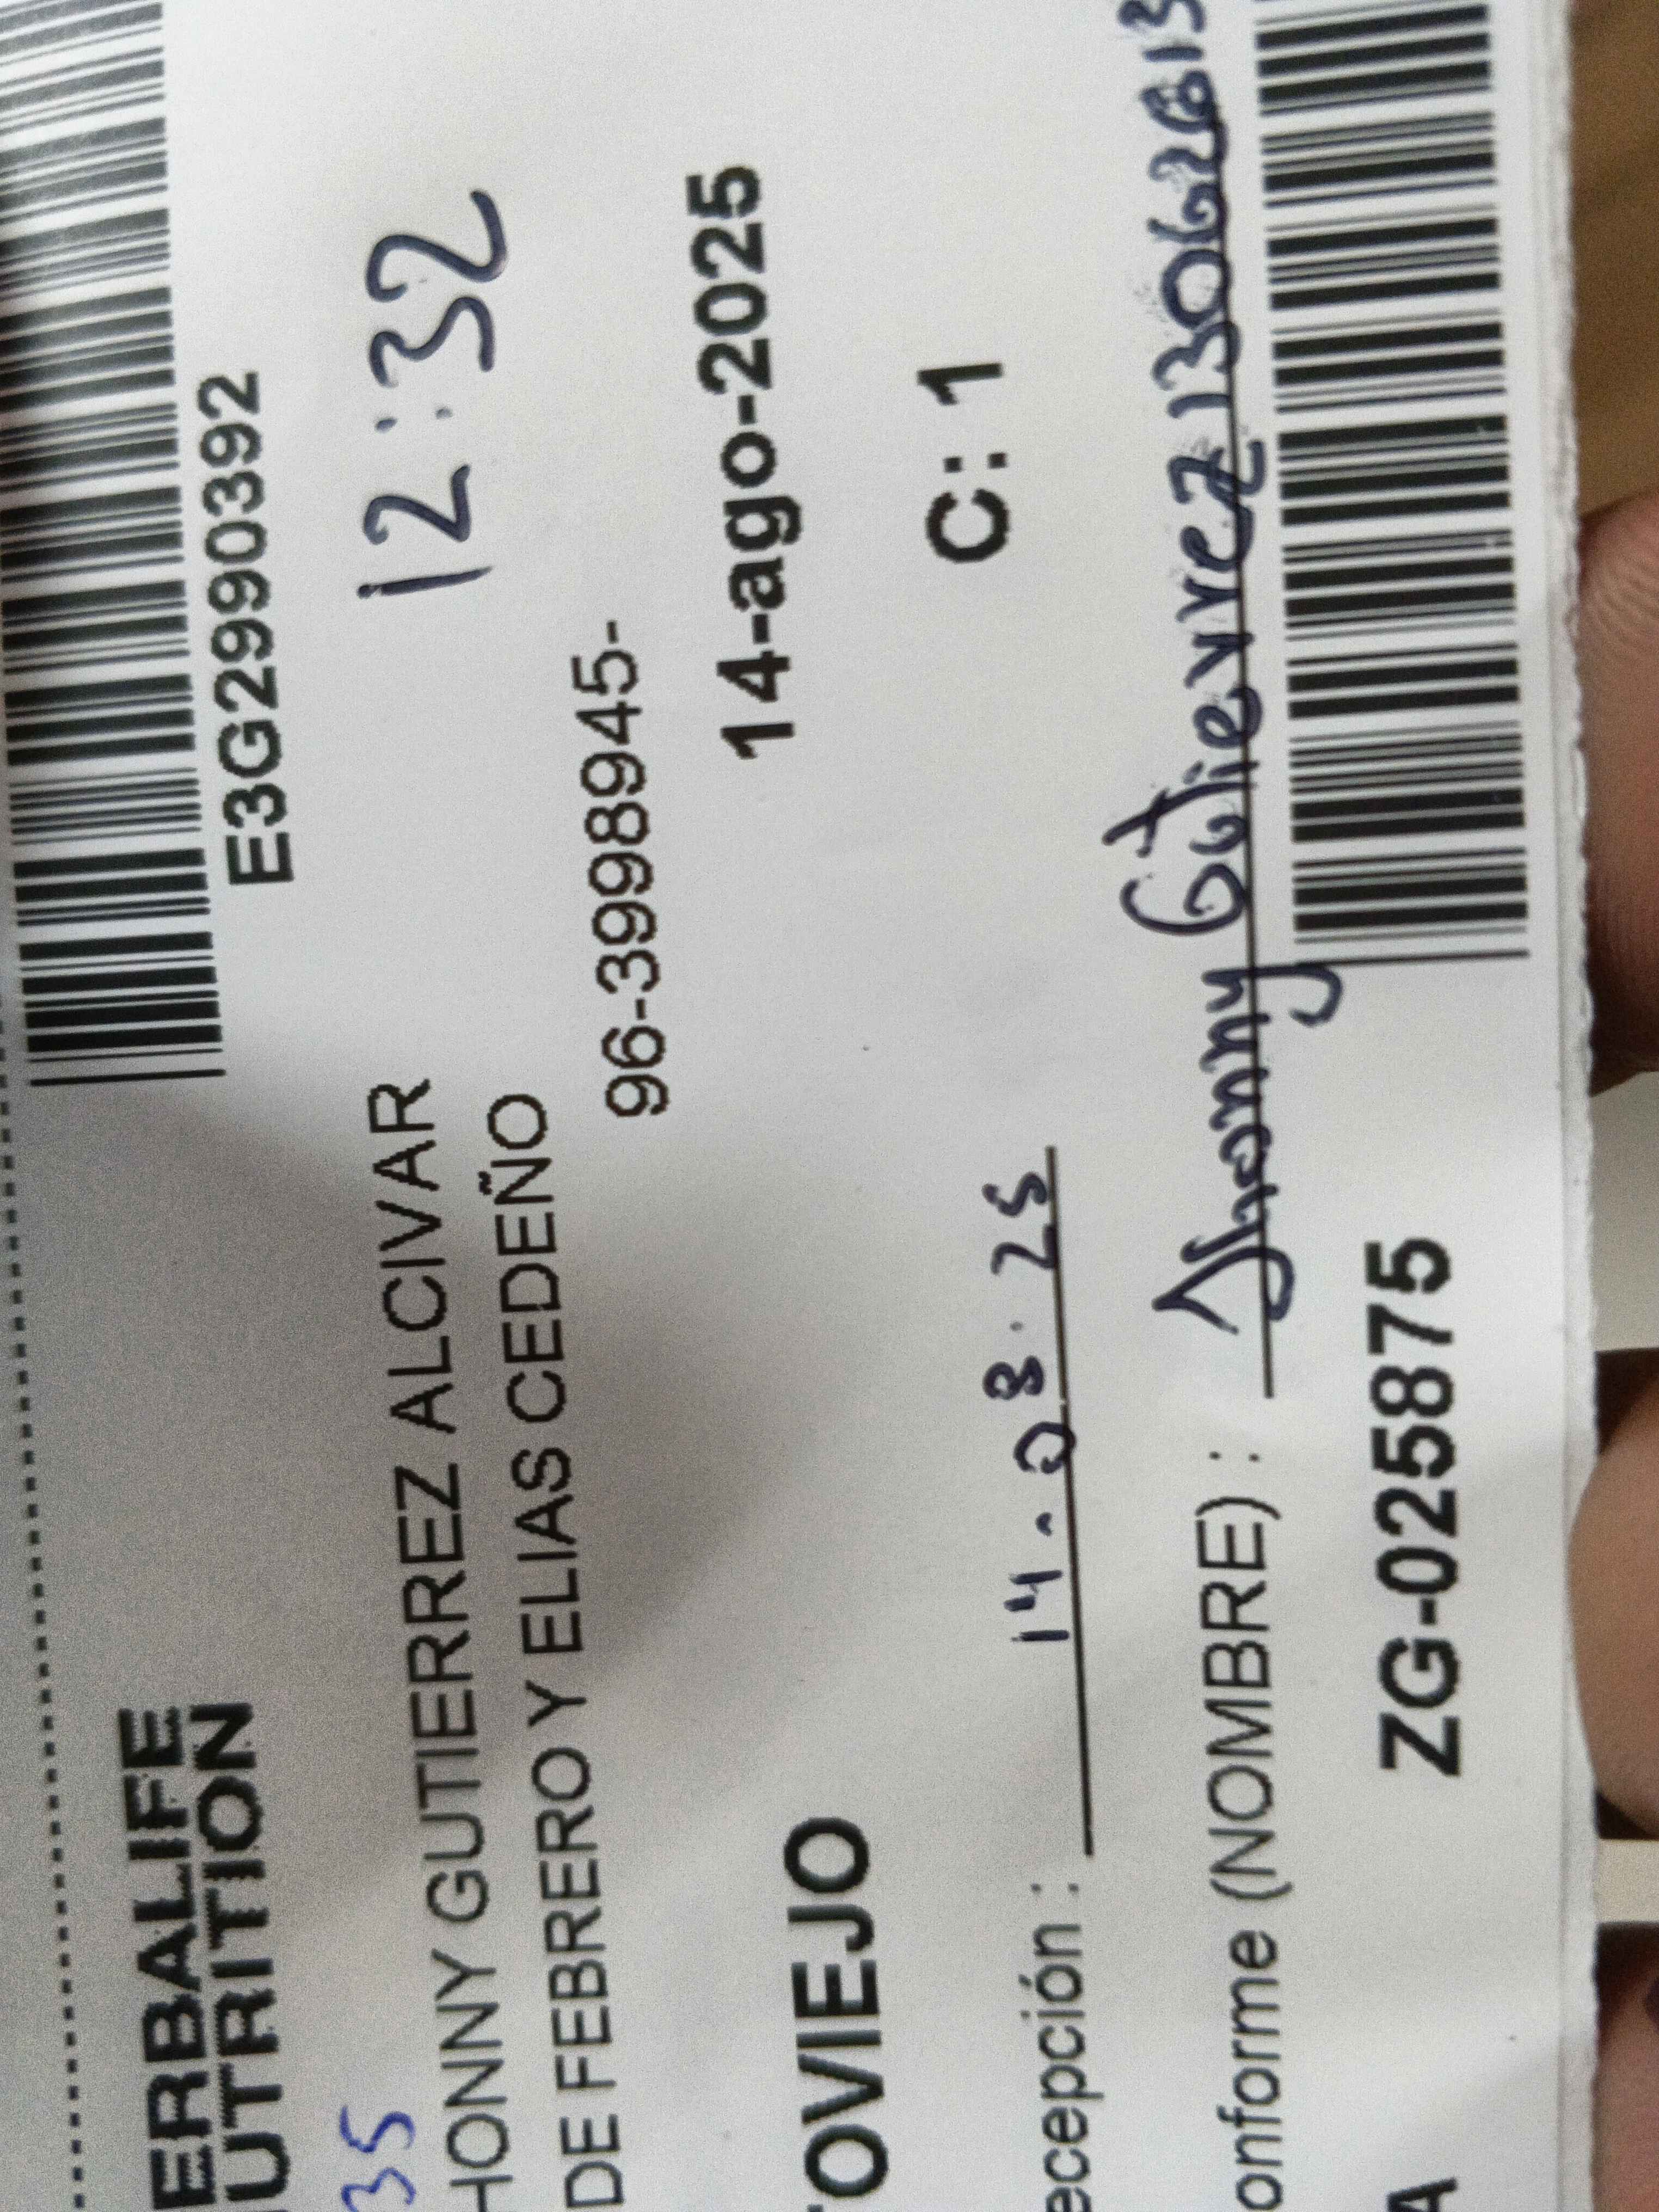 ERBALIFE
UTRITION
E3G2990392
35
12:32
HONNY GUTIERREZ ALCIVAR
DE FEBRERO Y ELIAS CEDEÑO
96-3998945-
14-ago-2025
OVIEJO
C: 1
ecepción : 14.08.25
onforme (NOMBRE) : Jhonny Gutierrez
ZG-025875
A